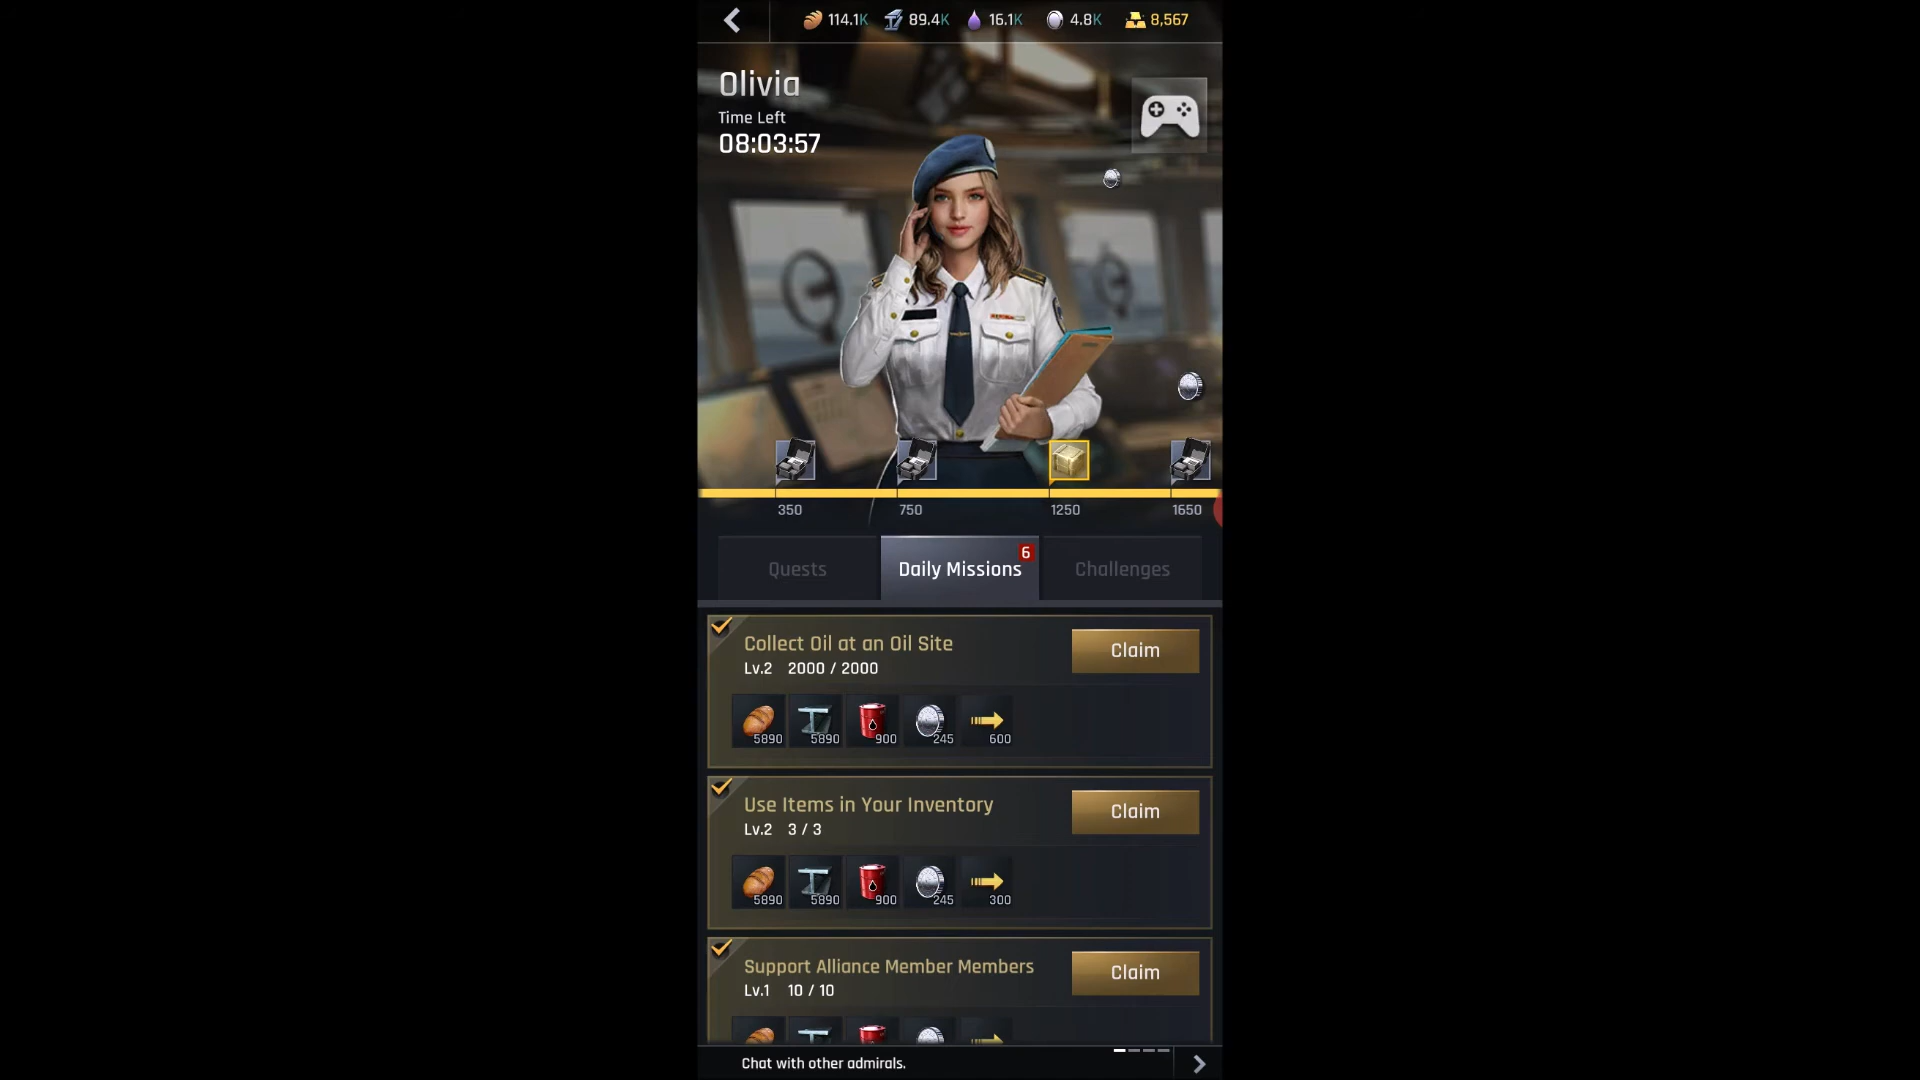 114.1K 89.4K 16.1K 4.8K 8,567
Olivia
Time Left
08:03:57
350 750 1250 1650
Quests Daily Missions 6 Challenges
Collect Oil at an Oil Site
Claim
Lv.2 2000 / 2000
5890 5890 900 245 600
Use Items in Your Inventory
Claim
Lv.2 3 / 3
5890 5890 900 245 300
Support Alliance Member Members
Claim
Lv.1 10 / 10
Chat with other admirals.